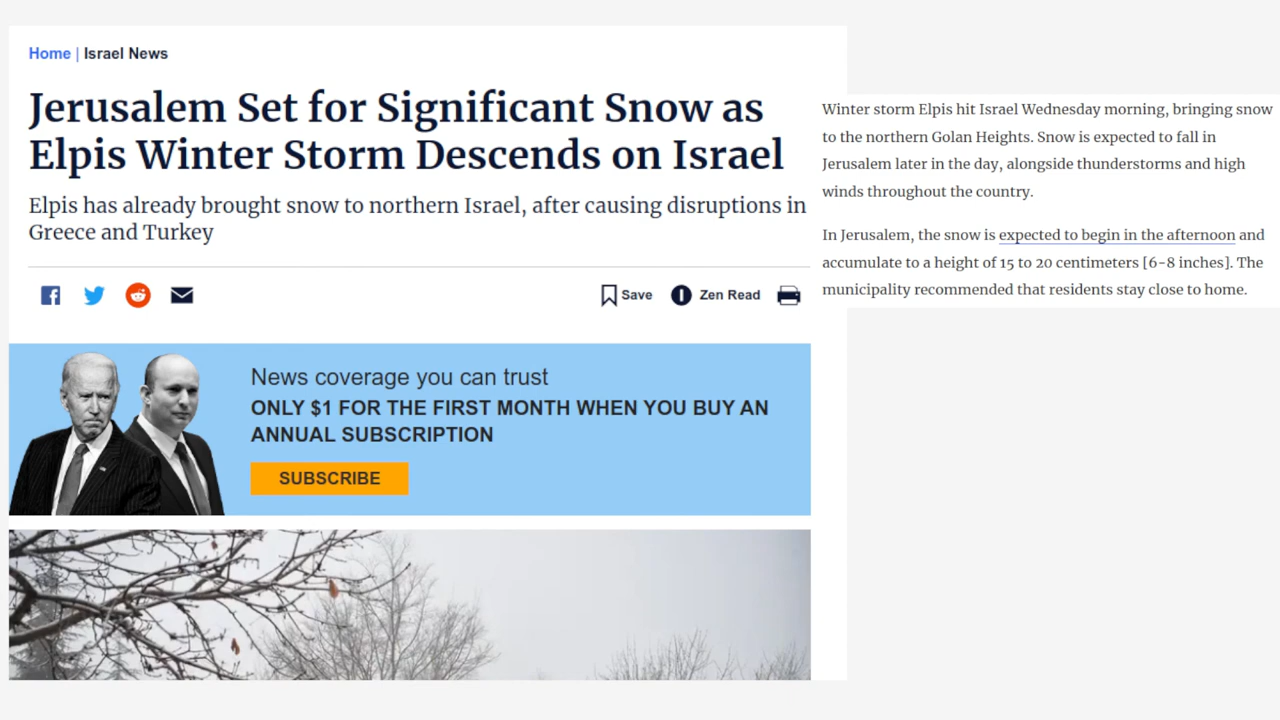 Home | Israel News
Jerusalem Set for Significant Snow as
Elpis Winter Storm Descends on Israel
Elpis has already brought snow to northern Israel, after causing disruptions in
Greece and Turkey
Save
Zen Read
News coverage you can trust
ONLY $1 FOR THE FIRST MONTH WHEN YOU BUY AN
ANNUAL SUBSCRIPTION
SUBSCRIBE
Winter storm Elpis hit Israel Wednesday morning, bringing snow
to the northern Golan Heights. Snow is expected to fall in
Jerusalem later in the day, alongside thunderstorms and high
winds throughout the country.
In Jerusalem, the snow is expected to begin in the afternoon and
accumulate to a height of 15 to 20 centimeters [6-8 inches]. The
municipality recommended that residents stay close to home.